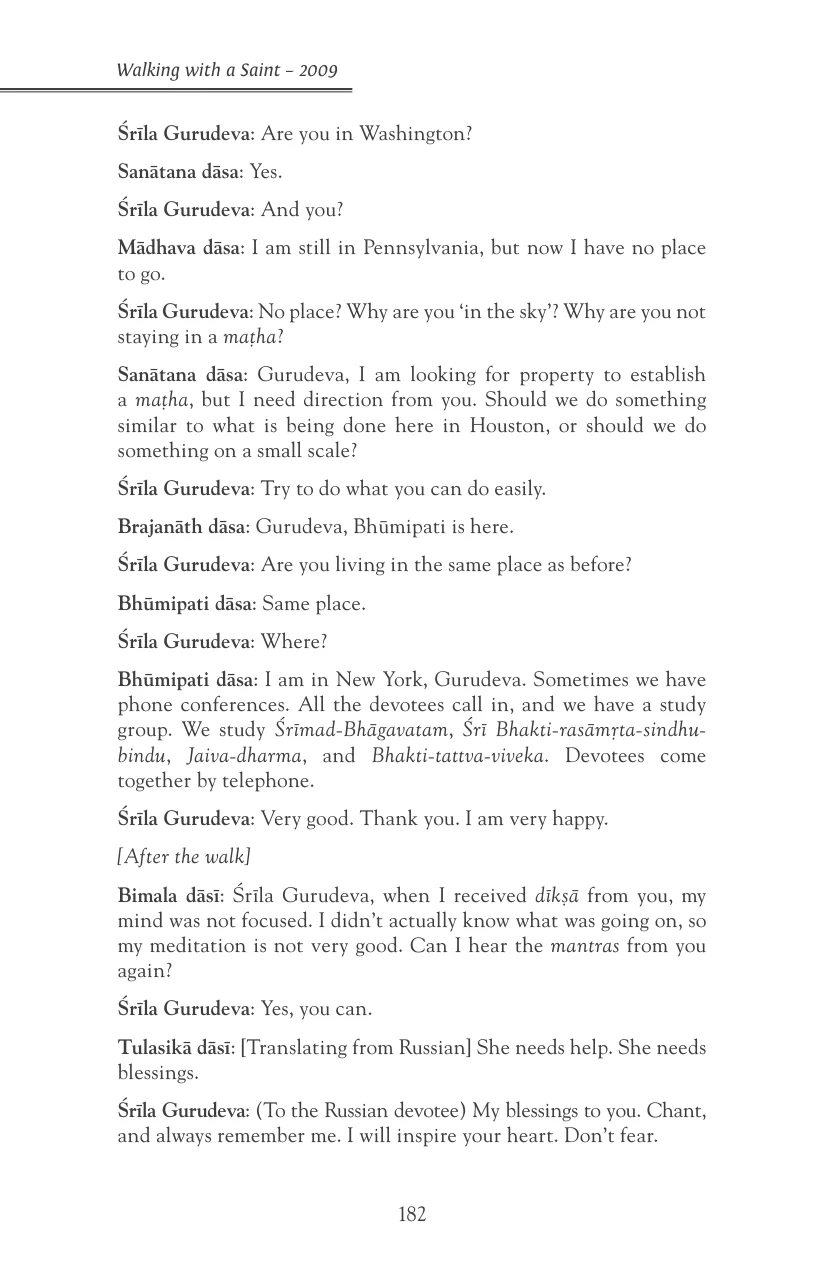 Walking with a Saint – 2009
Śrīla Gurudeva: Are you in Washington?
Sanātana dāsa: Yes.
Śrīla Gurudeva: And you?
Mādhava dāsa: I am still in Pennsylvania, but now I have no place
to go.
Śrīla Gurudeva: No place? Why are you ‘in the sky’? Why are you not
staying in a maṭha?
Sanātana dāsa: Gurudeva, I am looking for property to establish
a maṭha, but I need direction from you. Should we do something
similar to what is being done here in Houston, or should we do
something on a small scale?
Śrīla Gurudeva: Try to do what you can do easily.
Brajanāth dāsa: Gurudeva, Bhūmipati is here.
Śrīla Gurudeva: Are you living in the same place as before?
Bhūmipati dāsa: Same place.
Śrīla Gurudeva: Where?
Bhūmipati dāsa: I am in New York, Gurudeva. Sometimes we have
phone conferences. All the devotees call in, and we have a study
group. We study Śrīmad-Bhāgavatam, Śrī Bhakti-rasāmṛta-sindhu-
bindu, Jaiva-dharma, and Bhakti-tattva-viveka. Devotees come
together by telephone.
Śrīla Gurudeva: Very good. Thank you. I am very happy.
[After the walk]
Bimala dāsī: Śrīla Gurudeva, when I received dīkṣā from you, my
mind was not focused. I didn’t actually know what was going on, so
my meditation is not very good. Can I hear the mantras from you
again?
Śrīla Gurudeva: Yes, you can.
Tulasikā dāsī: [Translating from Russian] She needs help. She needs
blessings.
Śrīla Gurudeva: (To the Russian devotee) My blessings to you. Chant,
and always remember me. I will inspire your heart. Don’t fear.
182